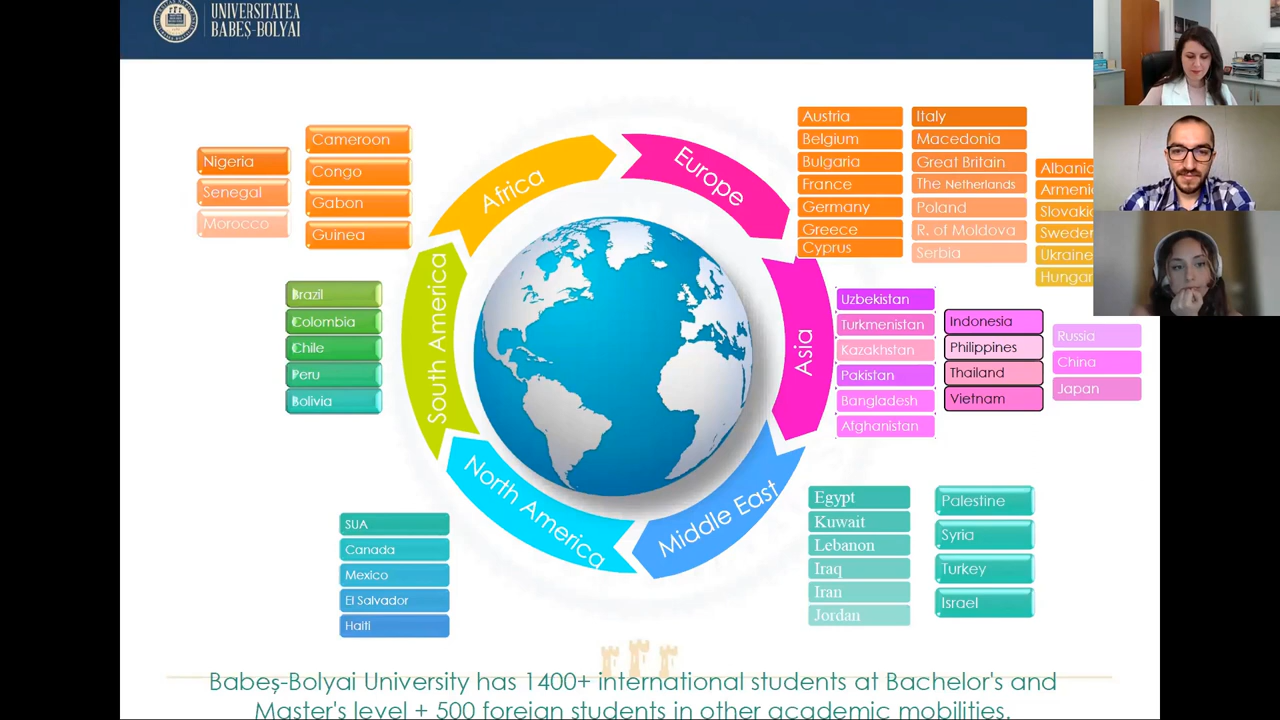 UNIVERSITATEA
BABEȘ-BOLYAI
Africa
Europe
Asia
Middle East
North America
South America
Nigeria
Senegal
Morocco
Cameroon
Congo
Gabon
Guinea
Austria
Belgium
Bulgaria
France
Germany
Greece
Cyprus
Italy
Macedonia
Great Britain
The Netherlands
Poland
R. of Moldova
Serbia
Albani
Armeni
Slovaki
Sweden
Ukraine
Hungar
Brazil
Colombia
Chile
Peru
Bolivia
Uzbekistan
Turkmenistan
Kazakhstan
Pakistan
Bangladesh
Afghanistan
Indonesia
Philippines
Thailand
Vietnam
Russia
China
Japan
SUA
Canada
Mexico
El Salvador
Haiti
Egypt
Kuwait
Lebanon
Iraq
Iran
Jordan
Palestine
Syria
Turkey
Israel
Babeș-Bolyai University has 1400+ international students at Bachelor's and
Master's level + 500 foreign students in other academic mobilities.